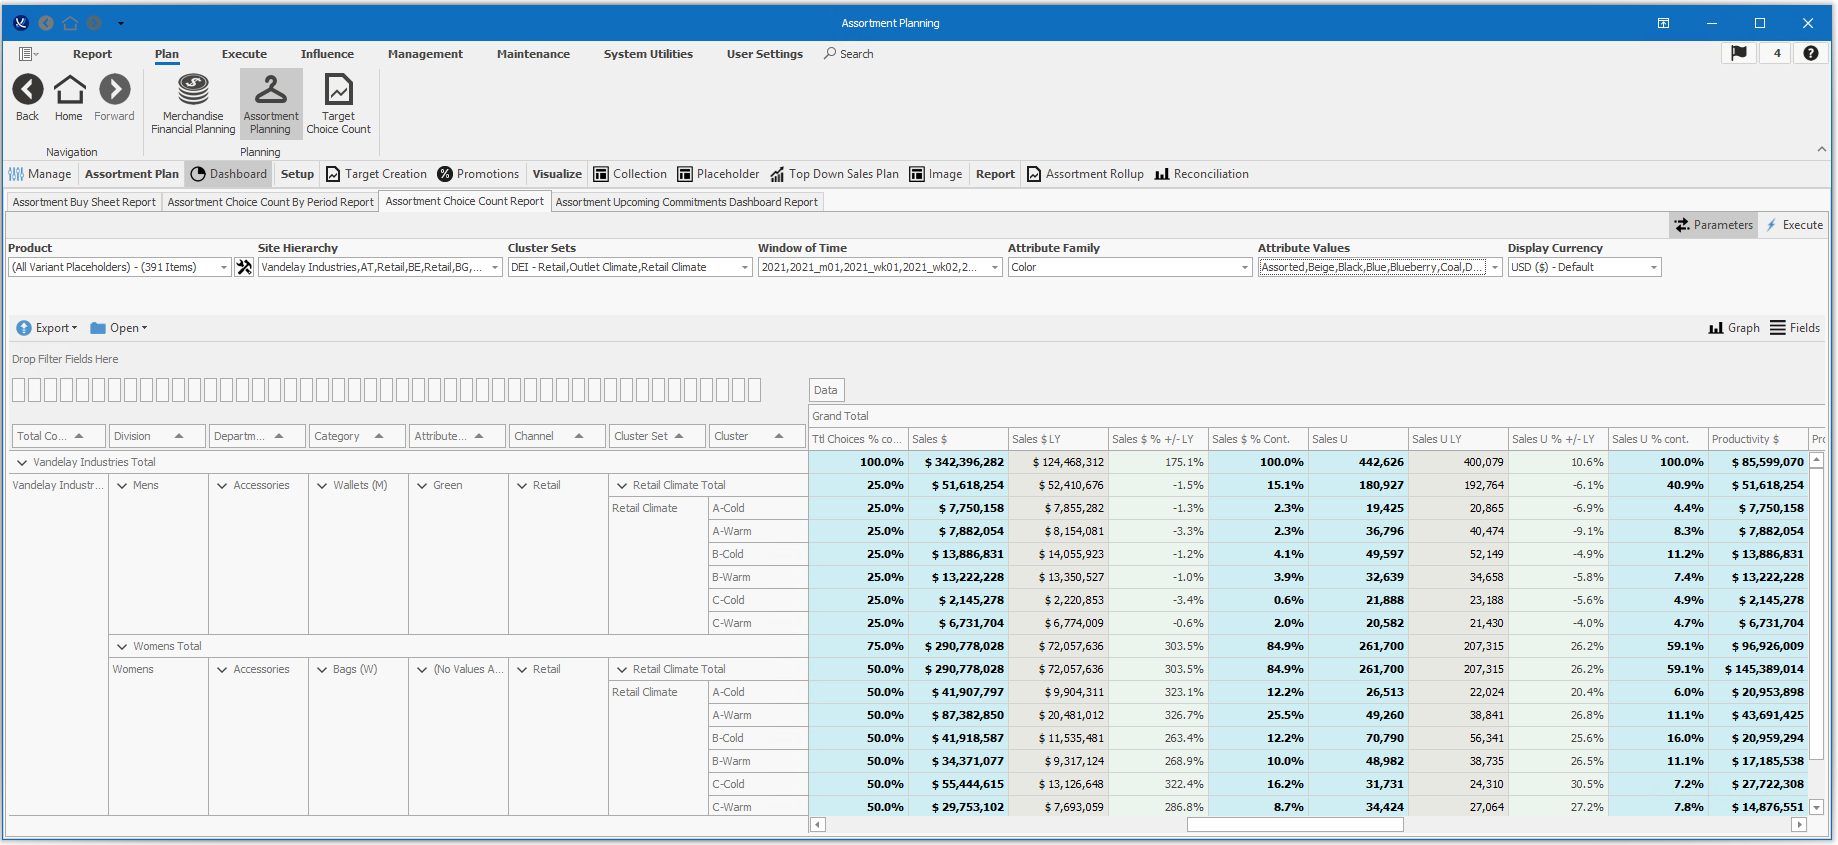 Assortment Planning
Report Plan Execute Influence Management Maintenance System Utilities User Settings Search 4
Back Home Forward Merchandise Financial Planning Assortment Planning Target Choice Count
Navigation Planning
Manage Assortment Plan Dashboard Setup Target Creation Promotions Visualize Collection Placeholder Top Down Sales Plan Image Report Assortment Rollup Reconciliation
Assortment Buy Sheet Report Assortment Choice Count By Period Report Assortment Choice Count Report Assortment Upcoming Commitments Dashboard Report
Parameters Execute
Product Site Hierarchy Cluster Sets Window of Time Attribute Family Attribute Values Display Currency
(All Variant Placeholders) - (391 Items) Vandelay Industries,AT,Retail,BE,Retail,BG,... DEI - Retail,Outlet Climate,Retail Climate 2021,2021_m01,2021_wk01,2021_wk02,2... Color Assorted,Beige,Black,Blue,Blueberry,Coal,D... USD ($) - Default
Export Open Graph Fields
Drop Filter Fields Here
Data
Grand Total
Total Co... Division Departm... Category Attribute... Channel Cluster Set Cluster Ttl Choices % co... Sales $ Sales $ LY Sales $ % +/- LY Sales $ % Cont. Sales U Sales U LY Sales U % +/- LY Sales U % cont. Productivity $ Pr
Vandelay Industries Total 100.0% $ 342,396,282 $ 124,468,312 175.1% 100.0% 442,626 400,079 10.6% 100.0% $ 85,599,070
Vandelay Industr... Mens Accessories Wallets (M) Green Retail Retail Climate Total 25.0% $ 51,618,254 $ 52,410,676 -1.5% 15.1% 180,927 192,764 -6.1% 40.9% $ 51,618,254
Retail Climate A-Cold 25.0% $ 7,750,158 $ 7,855,282 -1.3% 2.3% 19,425 20,865 -6.9% 4.4% $ 7,750,158
A-Warm 25.0% $ 7,882,054 $ 8,154,081 -3.3% 2.3% 36,796 40,474 -9.1% 8.3% $ 7,882,054
B-Cold 25.0% $ 13,886,831 $ 14,055,923 -1.2% 4.1% 49,597 52,149 -4.9% 11.2% $ 13,886,831
B-Warm 25.0% $ 13,222,228 $ 13,350,527 -1.0% 3.9% 32,639 34,658 -5.8% 7.4% $ 13,222,228
C-Cold 25.0% $ 2,145,278 $ 2,220,853 -3.4% 0.6% 21,888 23,188 -5.6% 4.9% $ 2,145,278
C-Warm 25.0% $ 6,731,704 $ 6,774,009 -0.6% 2.0% 20,582 21,430 -4.0% 4.7% $ 6,731,704
Womens Total 75.0% $ 290,778,028 $ 72,057,636 303.5% 84.9% 261,700 207,315 26.2% 59.1% $ 96,926,009
Womens Accessories Bags (W) (No Values A... Retail Retail Climate Total 50.0% $ 290,778,028 $ 72,057,636 303.5% 84.9% 261,700 207,315 26.2% 59.1% $ 145,389,014
Retail Climate A-Cold 50.0% $ 41,907,797 $ 9,904,311 323.1% 12.2% 26,513 22,024 20.4% 6.0% $ 20,953,898
A-Warm 50.0% $ 87,382,850 $ 20,481,012 326.7% 25.5% 49,260 38,841 26.8% 11.1% $ 43,691,425
B-Cold 50.0% $ 41,918,587 $ 11,535,481 263.4% 12.2% 70,790 56,341 25.6% 16.0% $ 20,959,294
B-Warm 50.0% $ 34,371,077 $ 9,317,124 268.9% 10.0% 48,982 38,735 26.5% 11.1% $ 17,185,538
C-Cold 50.0% $ 55,444,615 $ 13,126,648 322.4% 16.2% 31,731 24,310 30.5% 7.2% $ 27,722,308
C-Warm 50.0% $ 29,753,102 $ 7,693,059 286.8% 8.7% 34,424 27,064 27.2% 7.8% $ 14,876,551